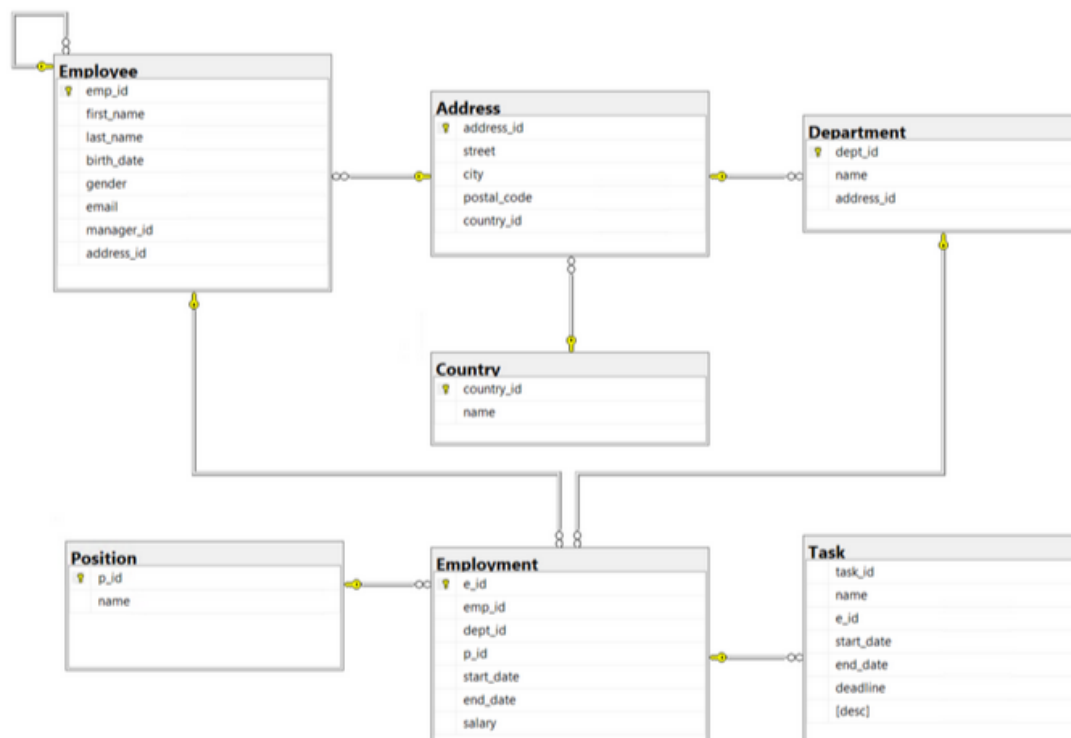 Employee
emp_id
first_name
last_name
birth_date
gender
email
manager_id
address_id
Address
address_id
street
city
postal_code
country_id
Department
dept_id
name
address_id
Country
country_id
name
Position
p_id
name
Employment
e_id
emp_id
dept_id
p_id
start_date
end_date
salary
Task
task_id
name
e_id
start_date
end_date
deadline
[desc]